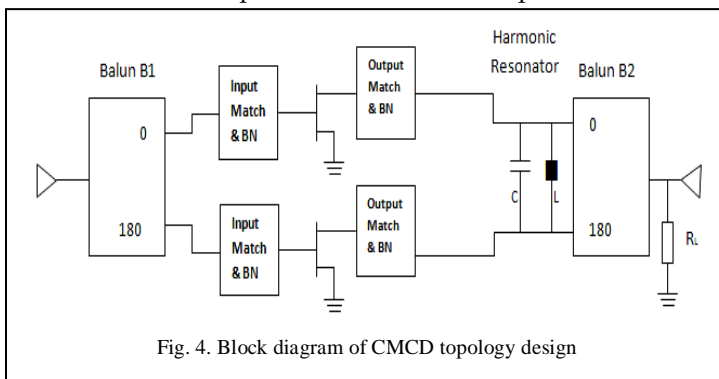 Harmonic
Resonator
Balun B1
Balun B2
Input
Match
& BN
Output
Match
& BN
0
0
C
L
180
180
Input
Match
& BN
Output
Match
& BN
RL
Fig. 4. Block diagram of CMCD topology design